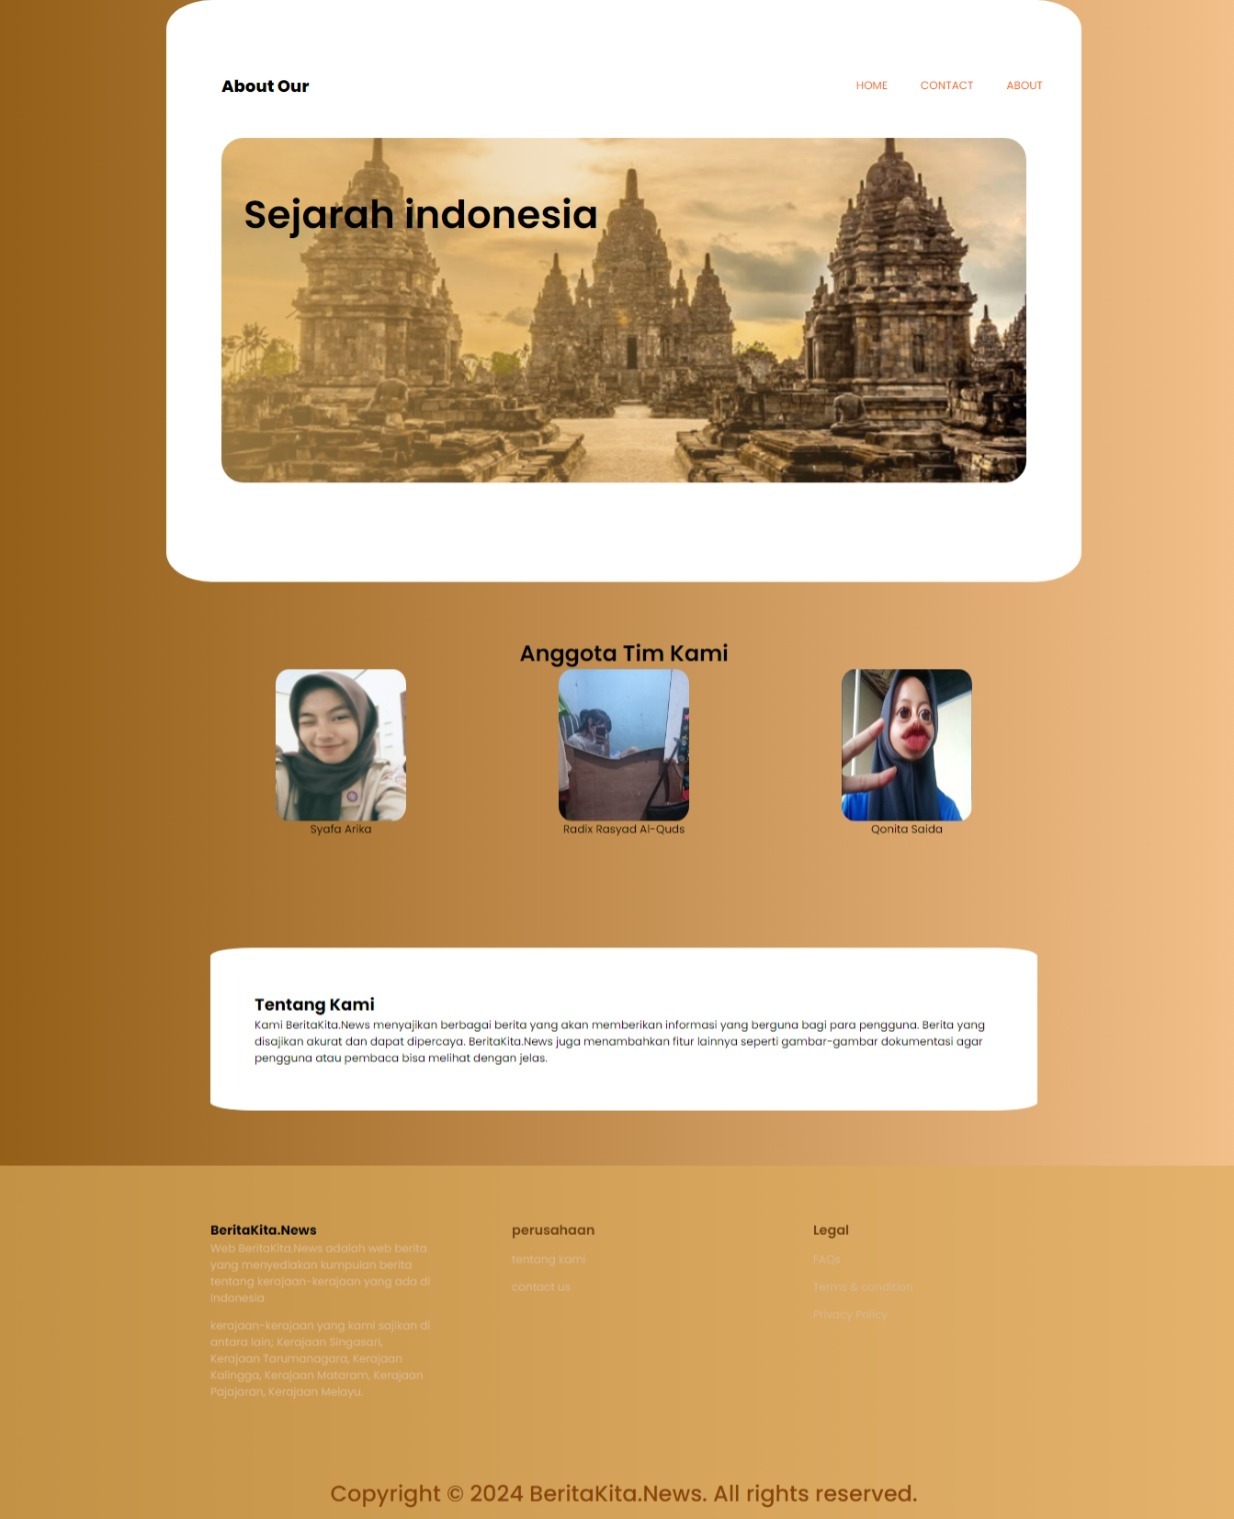 About Our
HOME CONTACT ABOUT
Sejarah indonesia
Anggota Tim Kami
Syafa Arika
Radix Rasyad Al-Quds
Qonita Saida
Tentang Kami
Kami BeritaKita.News menyajikan berbagai berita yang akan memberikan informasi yang berguna bagi para pengguna. Berita yang
disajikan akurat dan dapat dipercaya. BeritaKita.News juga menambahkan fitur lainnya seperti gambar-gambar dokumentasi agar
pengguna atau pembaca bisa melihat dengan jelas.
BeritaKita.News
Web BeritaKita.News adalah web berita
yang menyediakan kumpulan berita
tentang kerajaan-kerajaan yang ada di
Indonesia
kerajaan-kerajaan yang kami sajikan di
antara lain; Kerajaan Singasari,
Kerajaan Tarumanagara, Kerajaan
Kalingga, Kerajaan Mataram, Kerajaan
Pajajaran, Kerajaan Melayu.
perusahaan
tentang kami
contact us
Legal
FAQs
Terms & condition
Privacy Policy
Copyright © 2024 BeritaKita.News. All rights reserved.